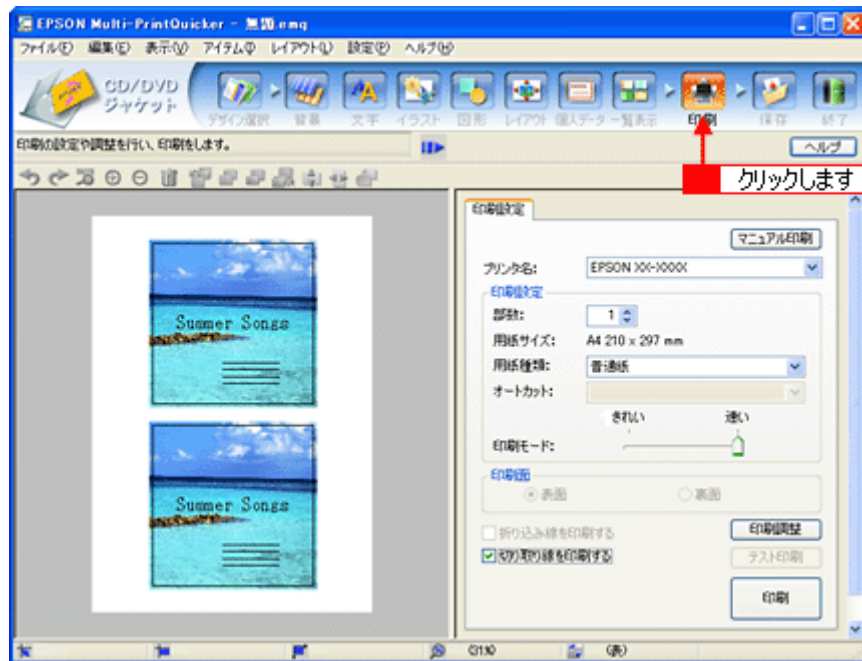 EPSON Multi-PrintQuicker - 無題.emq
ファイル(F) 編集(E) 表示(V) アイテム(I) レイアウト(L) 設定(P) ヘルプ(H)
CD/DVD
ジャケット
デザイン選択 背景 文字 イラスト 図形 レイアウト 個人データ 一覧表示 印刷 保存 終了
印刷の設定や調整を行い、印刷をします。
ヘルプ
クリックします
印刷設定
マニュアル印刷
プリンタ名: EPSON XX-XXXX
印刷設定
部数: 1
用紙サイズ: A4 210 x 297 mm
用紙種類: 普通紙
オートカット:
きれい 速い
印刷モード:
印刷面
表面 裏面
折り込み線を印刷する
印刷調整
切り取り線を印刷する
テスト印刷
印刷
Summer Songs
Summer Songs
(表)